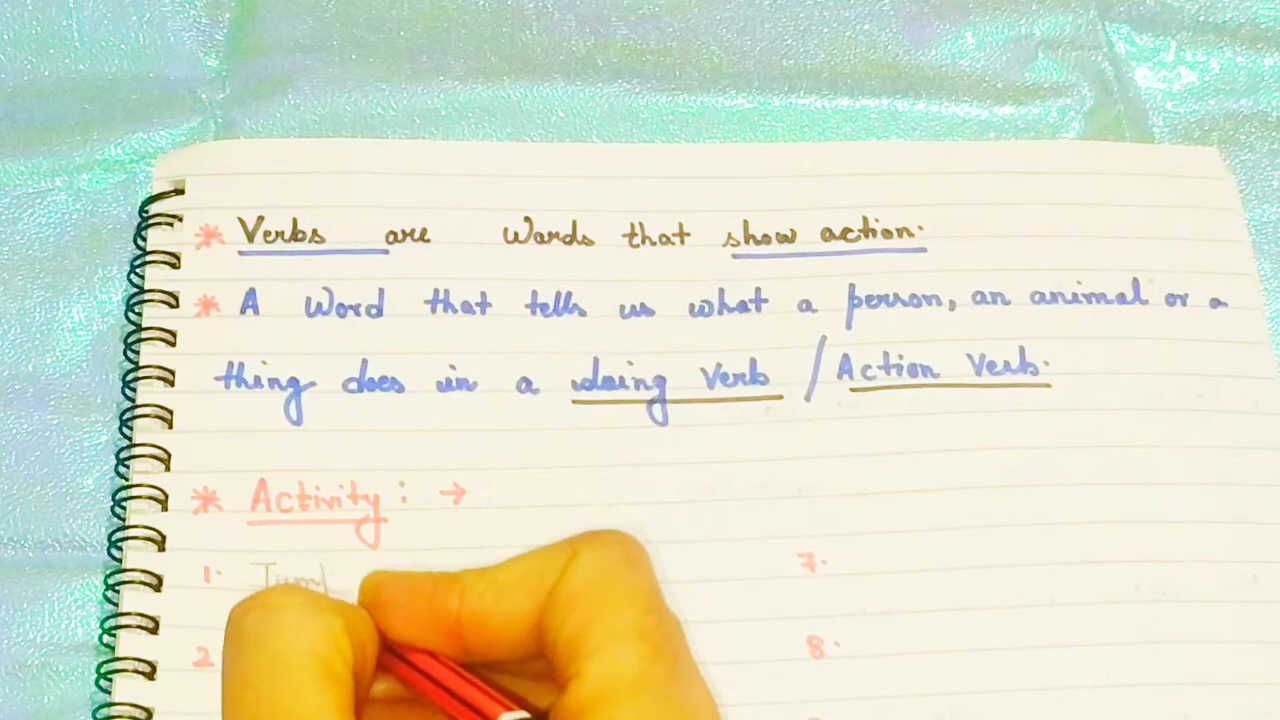 * Verbs are Words that show action.
* A Word that tells us what a person, an animal or a
thing does in a doing Verb / Action Verb.
* Activity : →
1. Jum
7.
2
8.